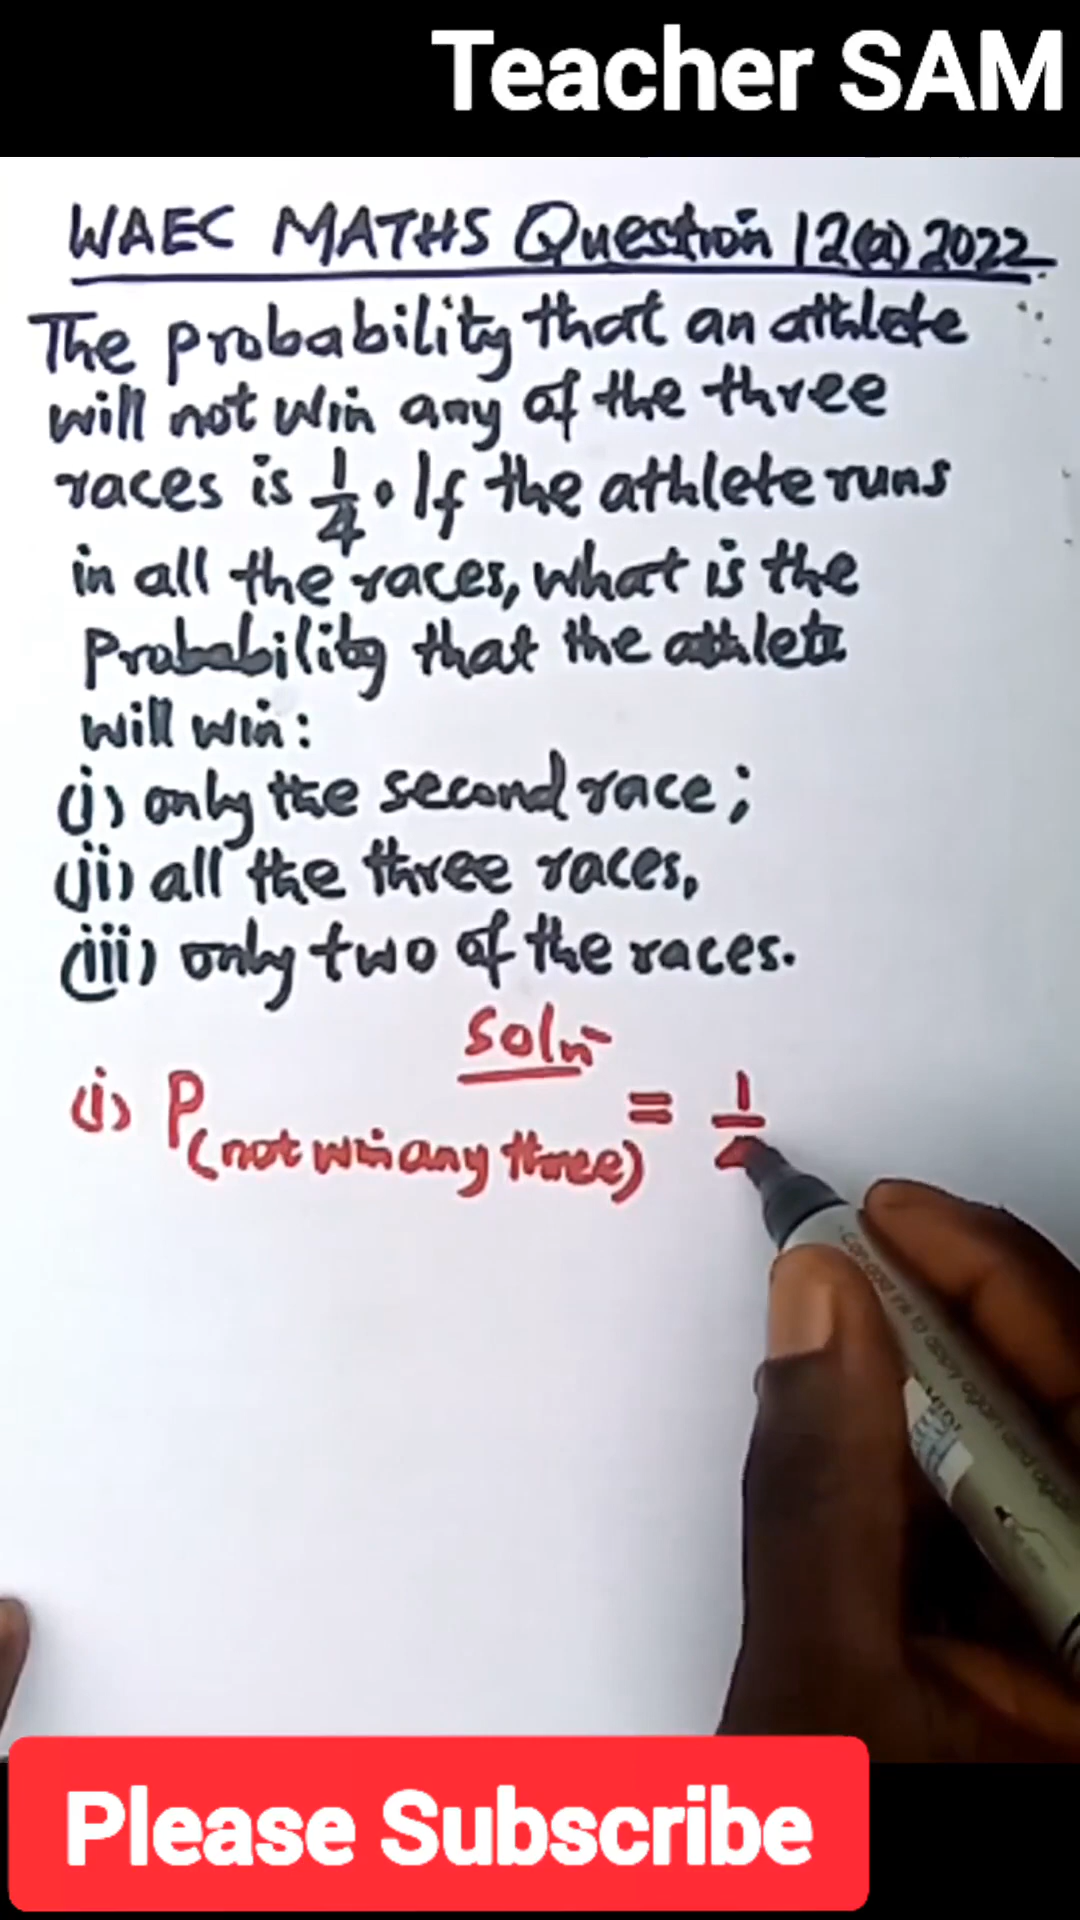 Teacher SAM
WAEC MATHS Question 12(a) 2022
The probability that an athlete
will not win any of the three
races is 1/4. If the athlete runs
in all the races, what is the
Probability that the athlete
will win:
(i) only the second race;
(ii) all the three races,
(iii) only two of the races.
Soln
(i) P(not win any three) = 1/4
Please Subscribe